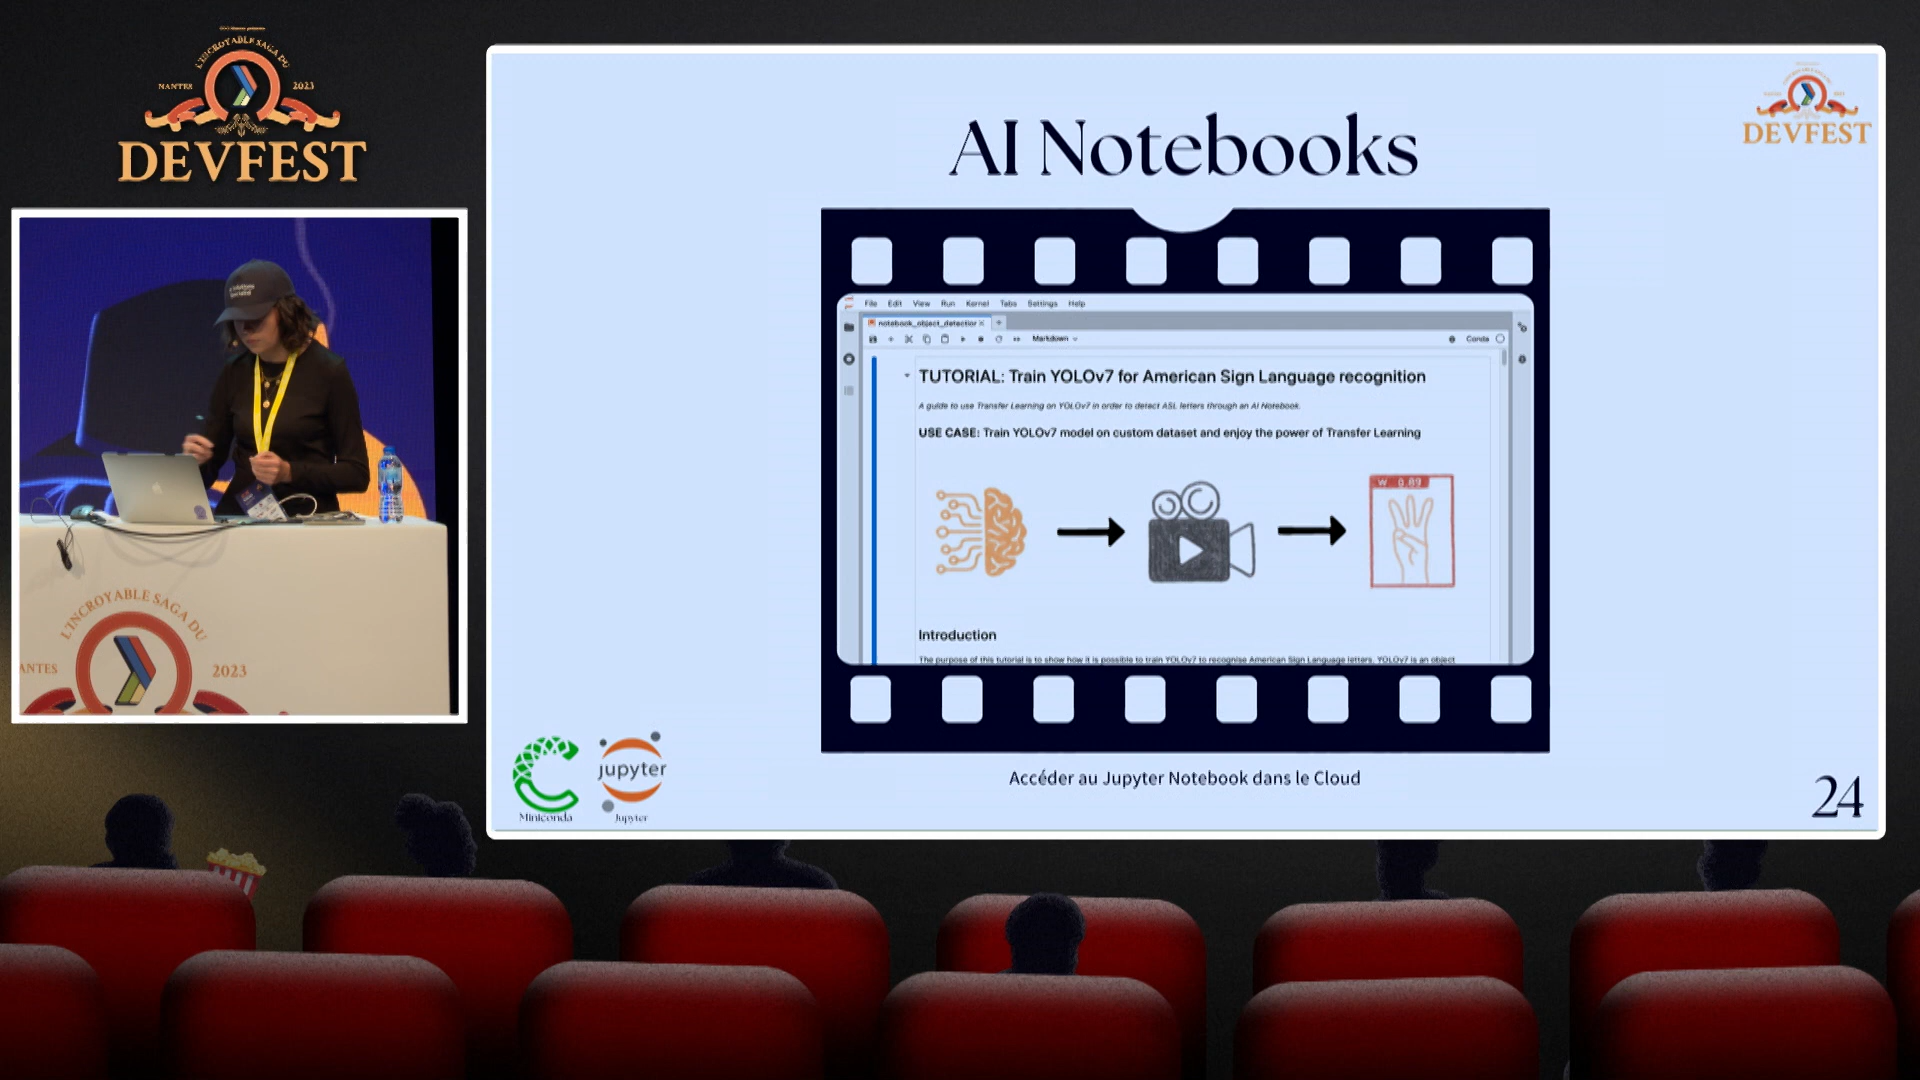 L'INCROYABLE SAGA DU
NANTES 2023
DEVFEST
Solutions
L'INCROYABLE SAGA DU
ANTES 2023
AI Notebooks
DEVFEST
File Edit View Run Kernel Tabs Settings Help
notebook_object_detection
Markdown
Conda
TUTORIAL: Train YOLOv7 for American Sign Language recognition
A guide to use Transfer Learning on YOLOv7 in order to detect ASL letters through an AI Notebook.
USE CASE: Train YOLOv7 model on custom dataset and enjoy the power of Transfer Learning
W 0.89
Introduction
The purpose of this tutorial is to show how it is possible to train YOLOv7 to recognise American Sign Language letters. YOLOv7 is an object
Miniconda
jupyter
Jupyter
Accéder au Jupyter Notebook dans le Cloud
24